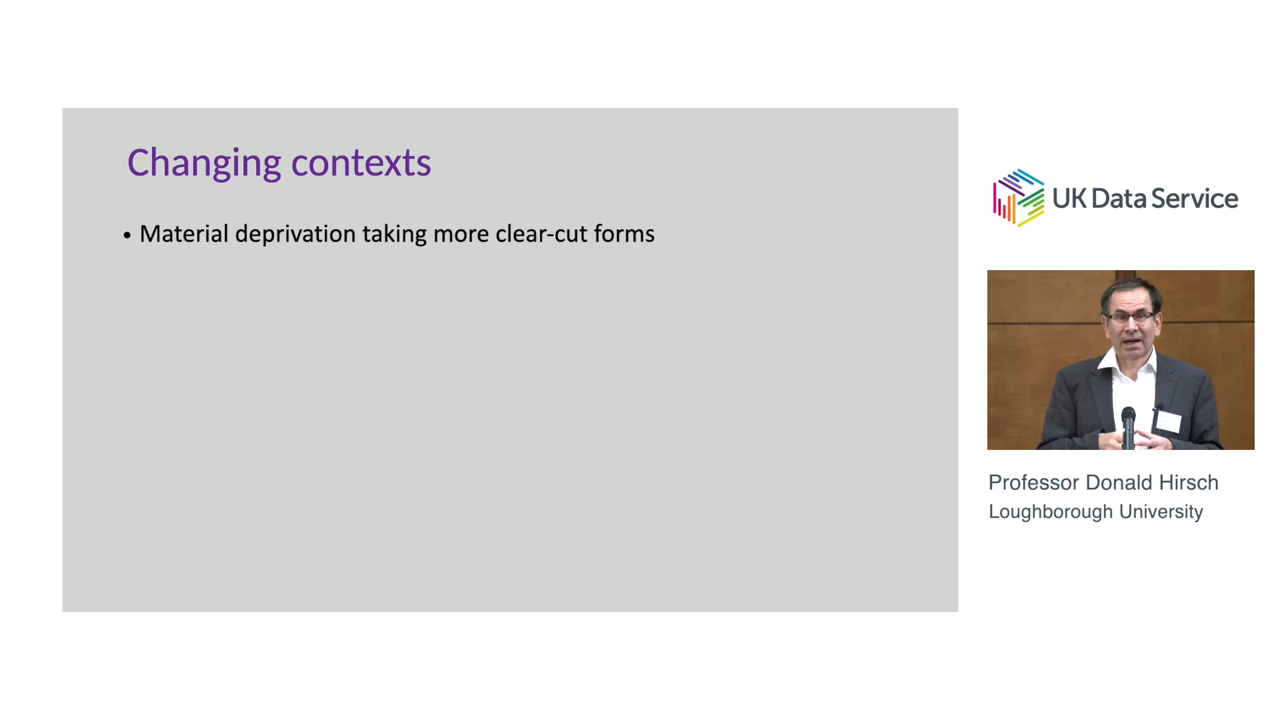 Changing contexts
• Material deprivation taking more clear-cut forms
UK Data Service
Professor Donald Hirsch
Loughborough University